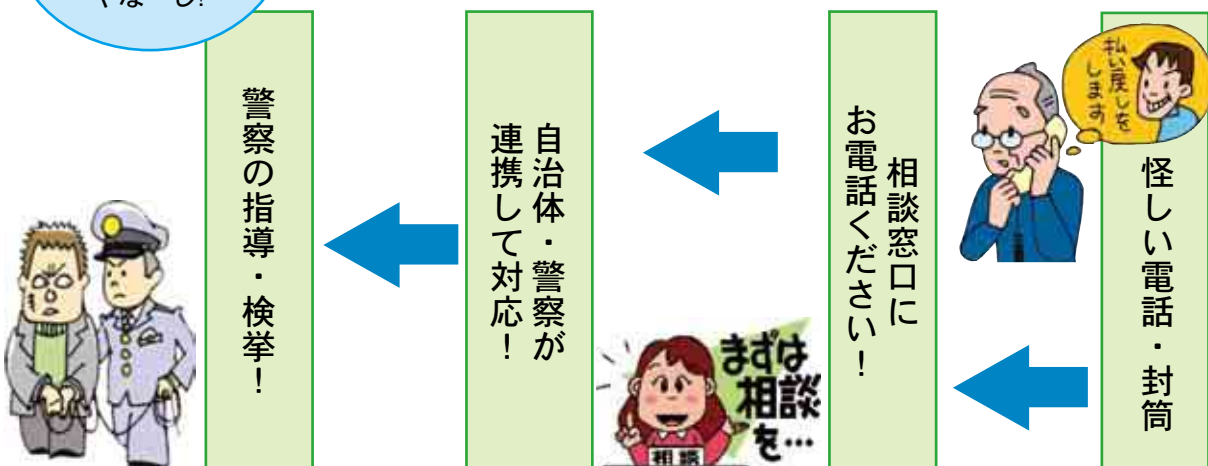 怪しい電話・封筒
払い戻しを
します
相談窓口に
お電話ください！
まずは
相談
を…
相談
自治体・警察が
連携して対応！
警察の指導・検挙！